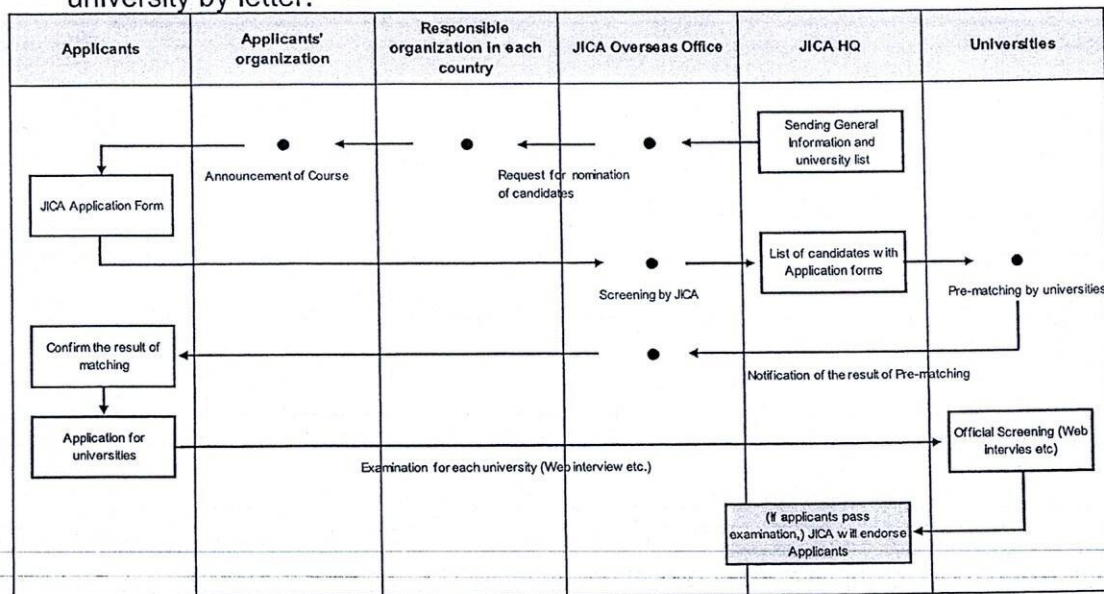 university by letter.
Applicants
Applicants'
organization
Responsible
organization in each
country
JICA Overseas Office
JICA HQ
Universities
Sending General
Information and
university list
Announcement of Course
Request for nomination
of candidates
JICA Application Form
List of candidates with
Application forms
Screening by JICA
Pre-matching by universities
Confirm the result of
matching
Notification of the result of Pre-matching
Application for
universities
Official Screening (Web
Intervies etc)
Examination for each university (Web interview etc.)
(If applicants pass
examination,) JICA will endorse
Applicants